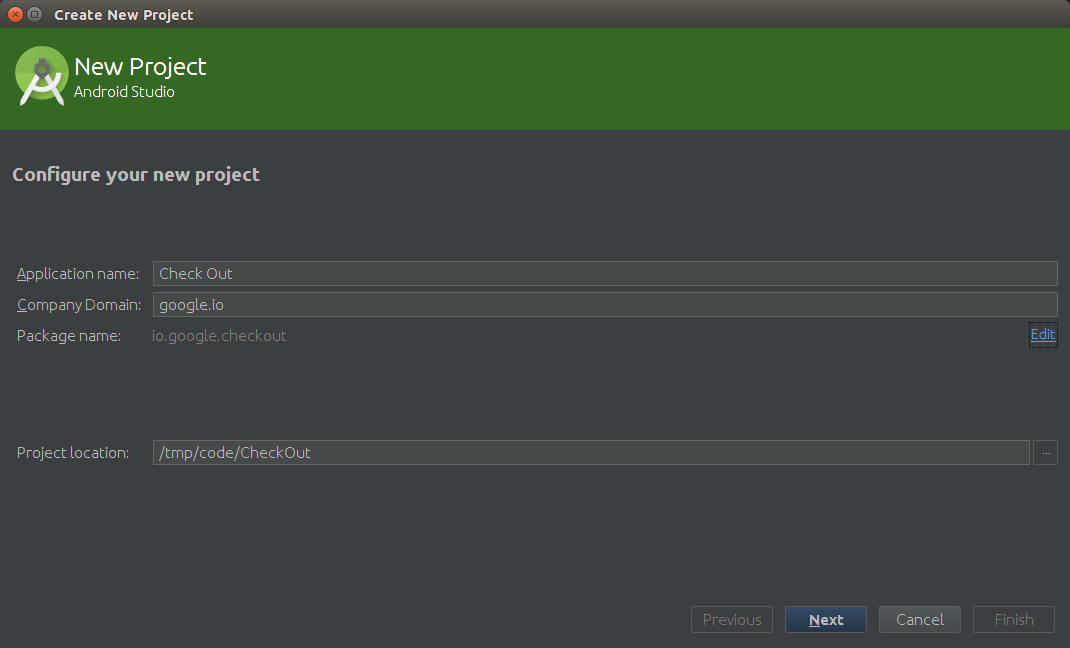 Create New Project
New Project
Android Studio
Configure your new project
Application name: Check Out
Company Domain: google.io
Package name: io.google.checkout Edit
Project location: /tmp/code/CheckOut ...
Previous Next Cancel Finish